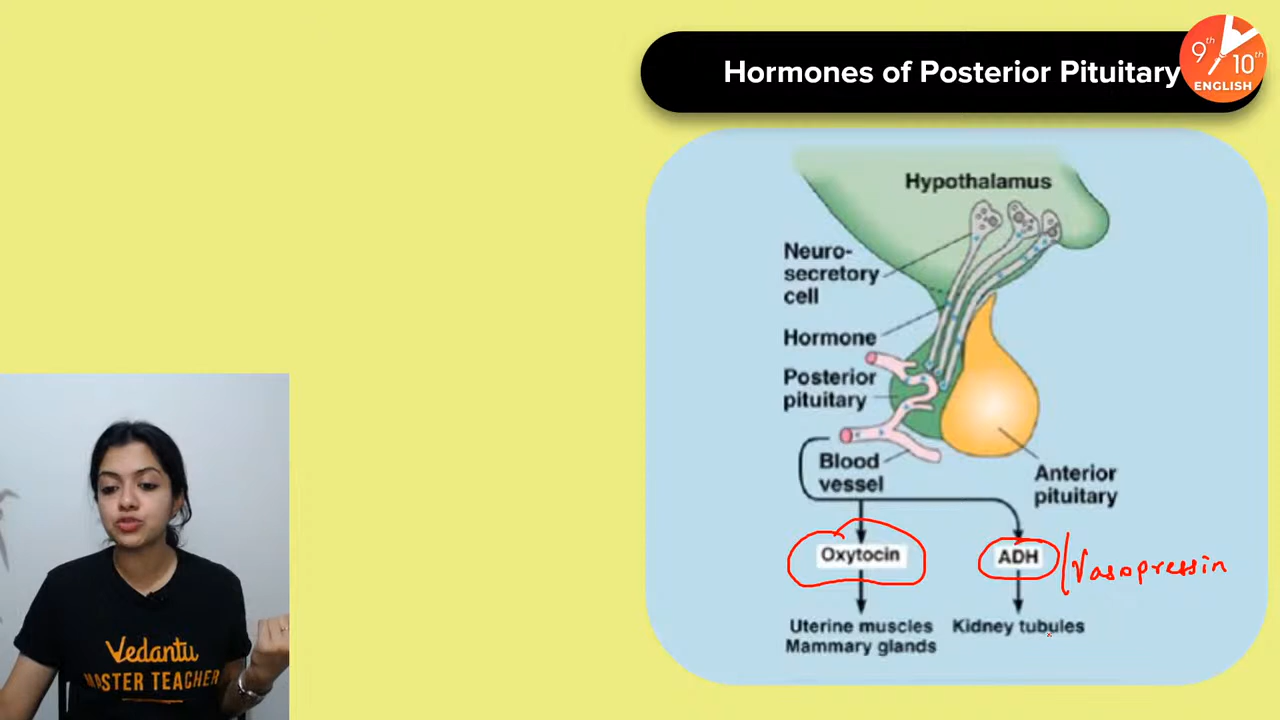 Hormones of Posterior Pituitary
9th
10th
ENGLISH
Hypothalamus
Neuro-
secretory
cell
Hormone
Posterior
pituitary
Blood
vessel
Anterior
pituitary
Oxytocin
ADH / Vasopressin
Uterine muscles
Mammary glands
Kidney tubules
Vedantu
MASTER TEACHER